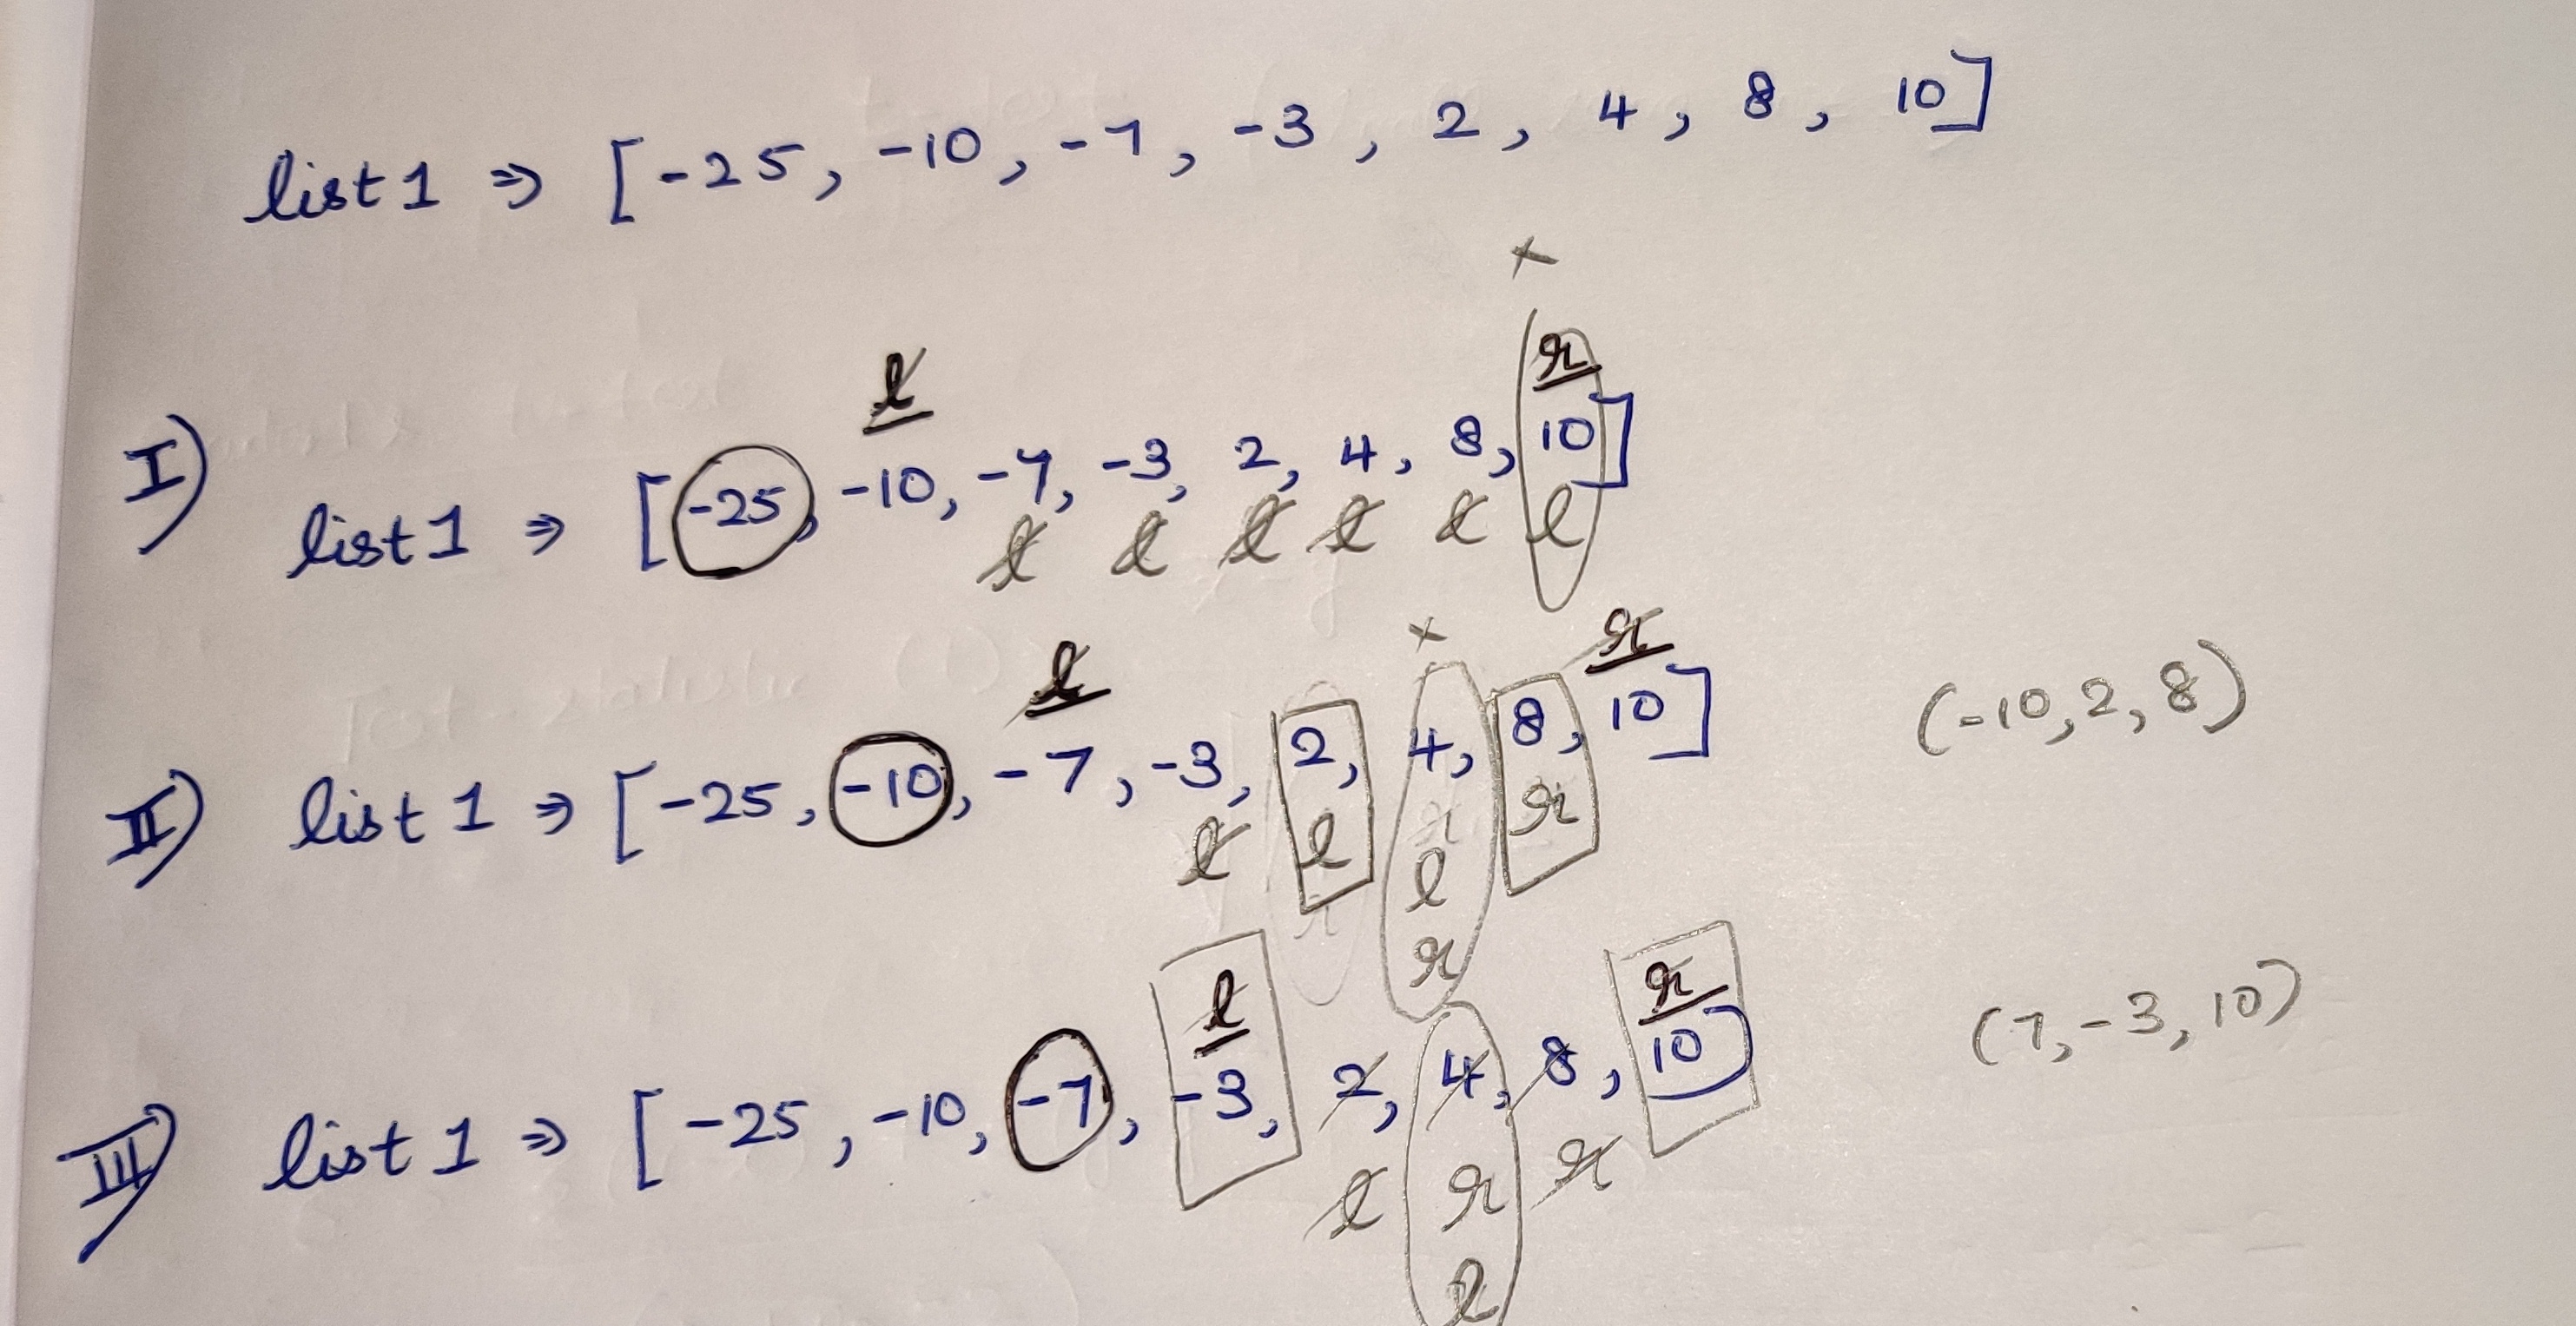 list1 ⇒ [-25, -10, -7, -3, 2, 4, 8, 10]
x
l r
I) list1 ⇒ [-25, -10, -7, -3, 2, 4, 8, 10]
l l l l l l
x
l r
II) list1 ⇒ [-25, -10, -7, -3, 2, 4, 8, 10] (-10, 2, 8)
l l r
l
r
l r
III) list1 ⇒ [-25, -10, -7, -3, 2, 4, 8, 10] (7, -3, 10)
l r r
l